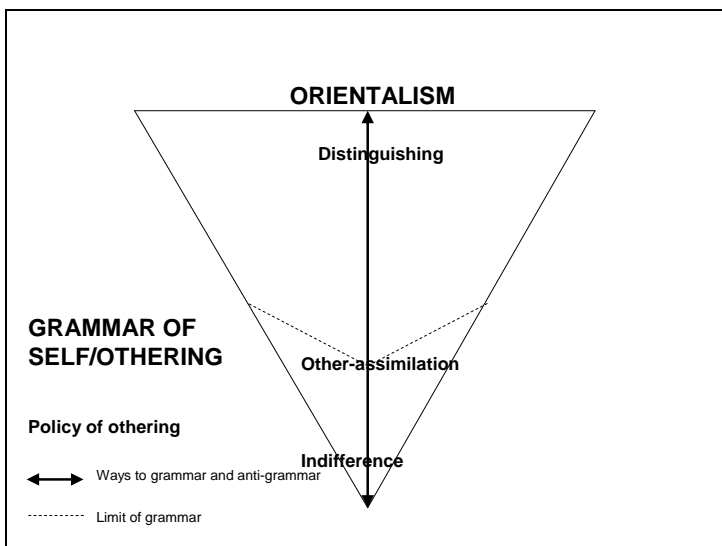 ORIENTALISM
Distinguishing
GRAMMAR OF
SELF/OTHERING
Other-assimilation
Policy of othering
Indifference
Ways to grammar and anti-grammar
Limit of grammar